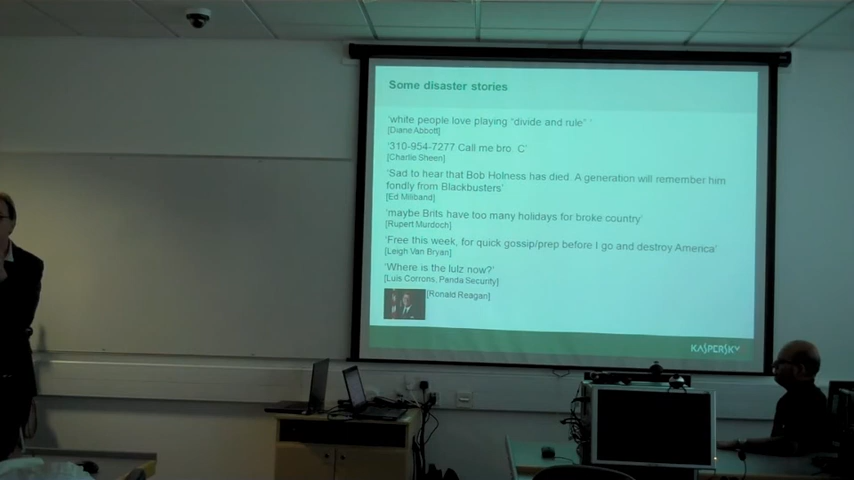 Some disaster stories
'white people love playing "divide and rule" '
[Diane Abbott]
'310-954-7277 Call me bro. C'
[Charlie Sheen]
'Sad to hear that Bob Holness has died. A generation will remember him
fondly from Blackbusters'
[Ed Miliband]
'maybe Brits have too many holidays for broke country'
[Rupert Murdoch]
'Free this week, for quick gossip/prep before I go and destroy America'
[Leigh Van Bryan]
'Where is the lulz now?'
[Luis Corrons, Panda Security]
[Ronald Reagan]
KASPERSKY